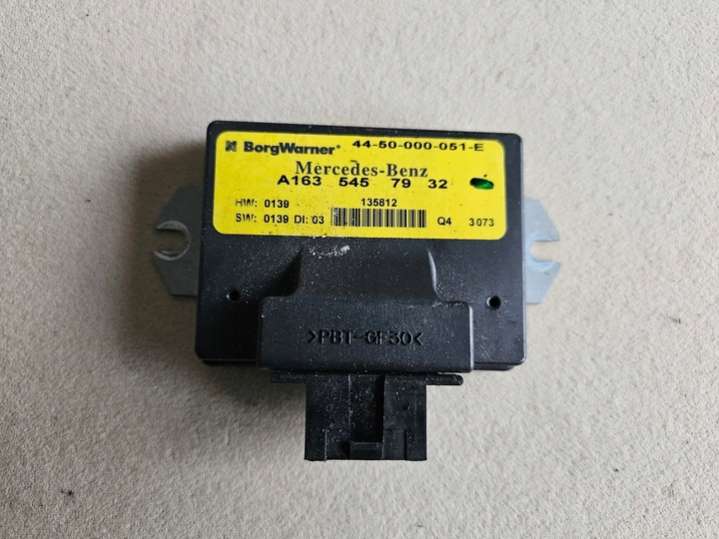 BorgWarner® 44-50-000-051-E
Mercedes-Benz
A163 545 79 32
HW: 0139 135812
SW: 0139 DI: 03 Q4 3073
>PBT-GF30<